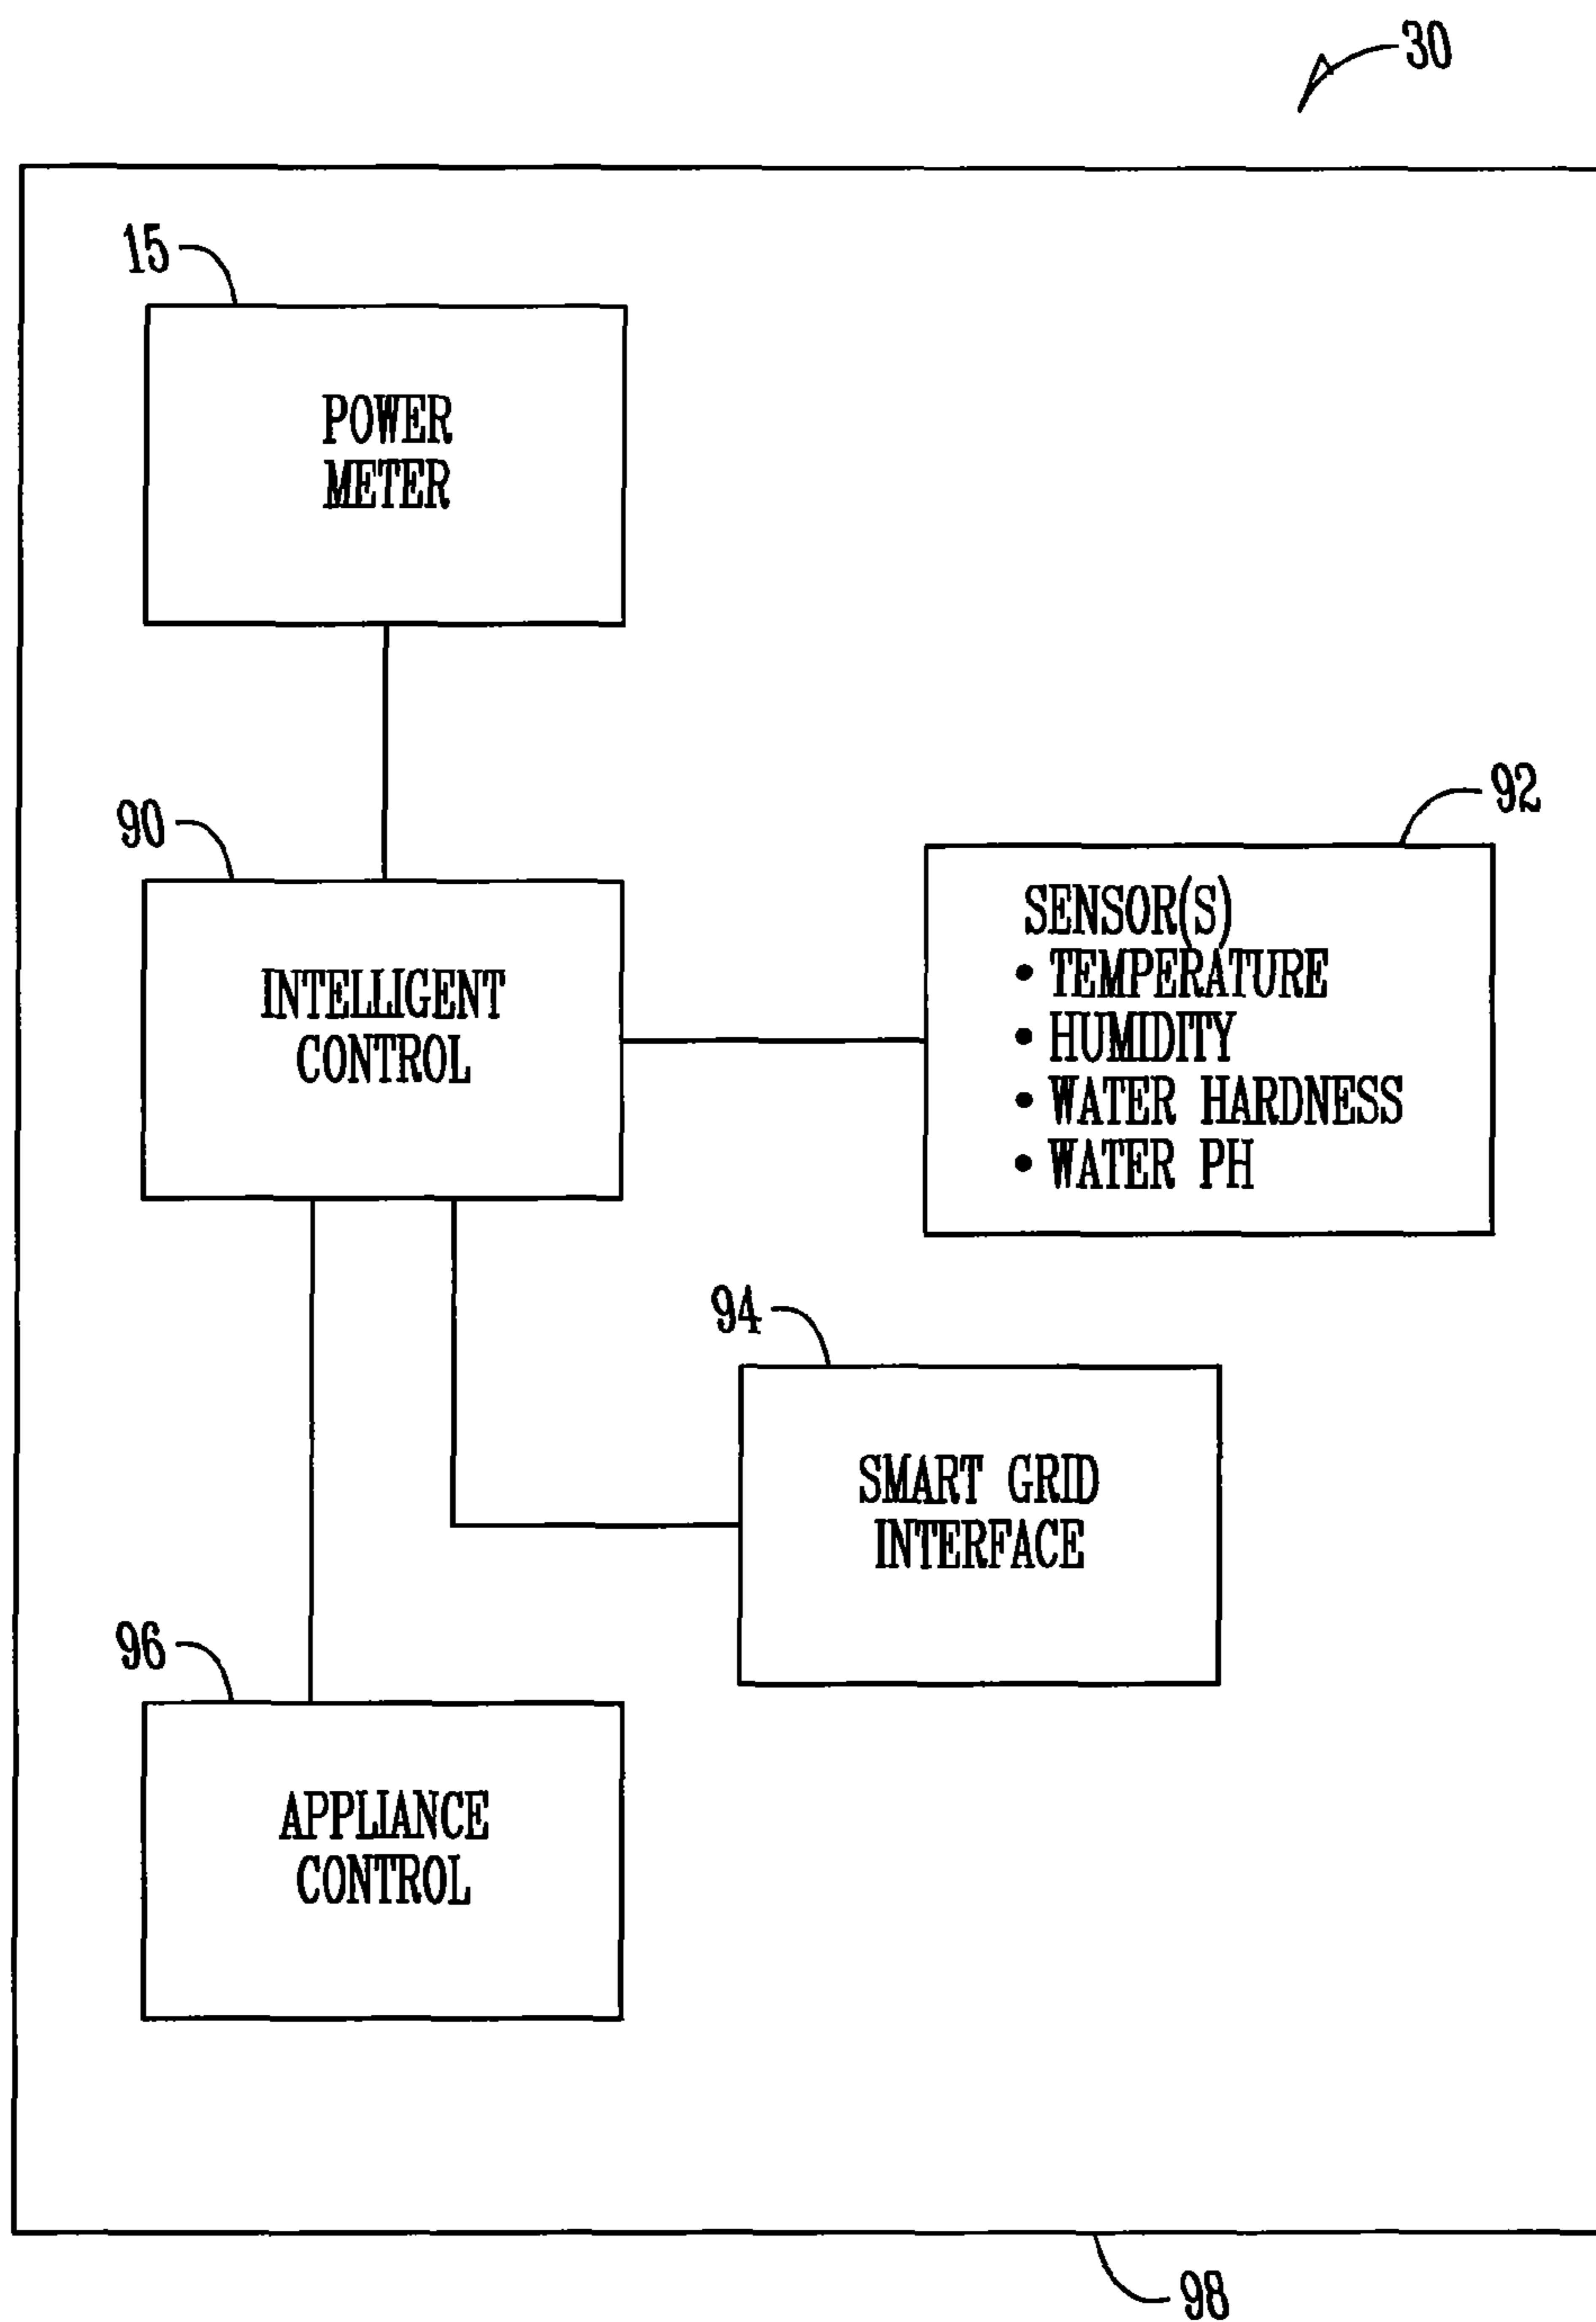 30
15
POWER
METER
90
INTELLIGENT
CONTROL
92
SENSOR(S)
• TEMPERATURE
• HUMIDITY
• WATER HARDNESS
• WATER PH
94
SMART GRID
INTERFACE
96
APPLIANCE
CONTROL
98